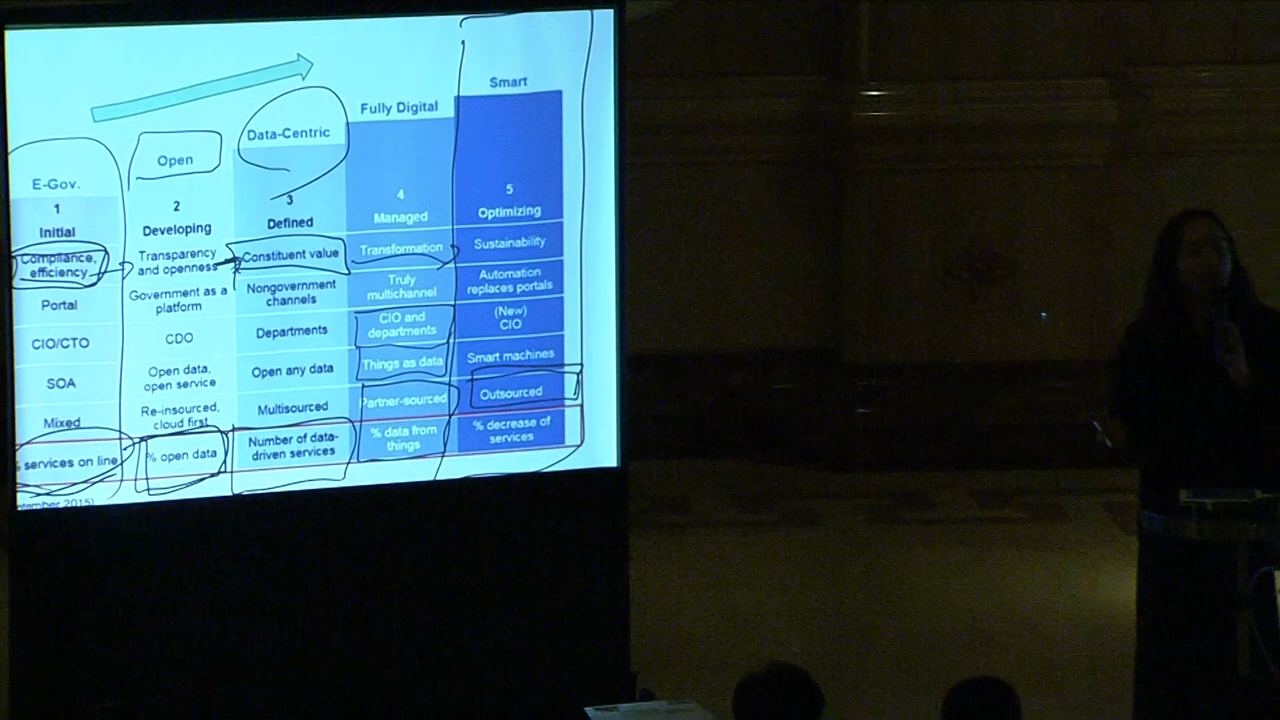 Smart
Fully Digital
Data-Centric
Open
E-Gov.
1
2
3
4
5
Initial
Developing
Defined
Managed
Optimizing
Compliance,
efficiency
Transparency
and openness
Constituent value
Transformation
Sustainability
Portal
Government as a
platform
Nongovernment
channels
Truly
multichannel
Automation
replaces portals
CIO/CTO
CDO
Departments
CIO and
departments
(New)
CIO
SOA
Open data,
open service
Open any data
Things as data
Smart machines
Mixed
Re-insourced,
cloud first
Multisourced
Partner-sourced
Outsourced
% services on line
% open data
Number of data-
driven services
% data from
things
% decrease of
services
2015)